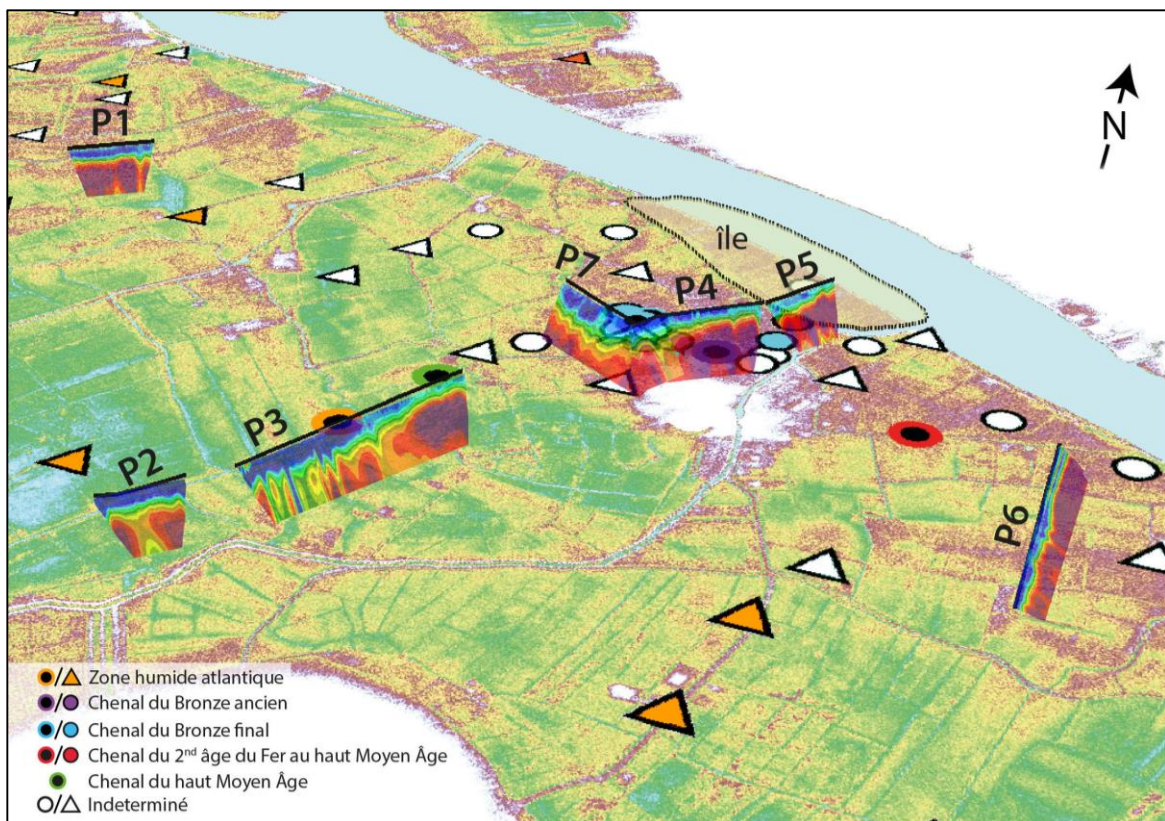 P1
N
île
P7
P4
P5
P3
P2
P6
Zone humide atlantique
Chenal du Bronze ancien
Chenal du Bronze final
Chenal du 2nd âge du Fer au haut Moyen Âge
Chenal du haut Moyen Âge
Indeterminé